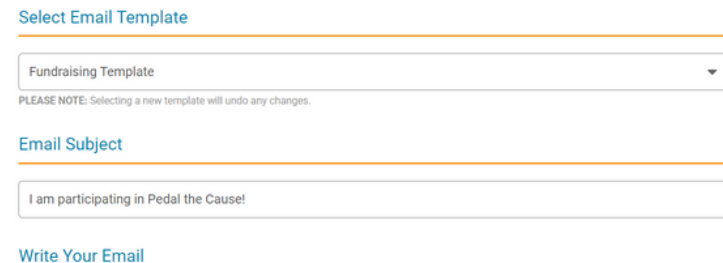 Select Email Template
Fundraising Template
PLEASE NOTE: Selecting a new template will undo any changes.
Email Subject
I am participating in Pedal the Cause!
Write Your Email